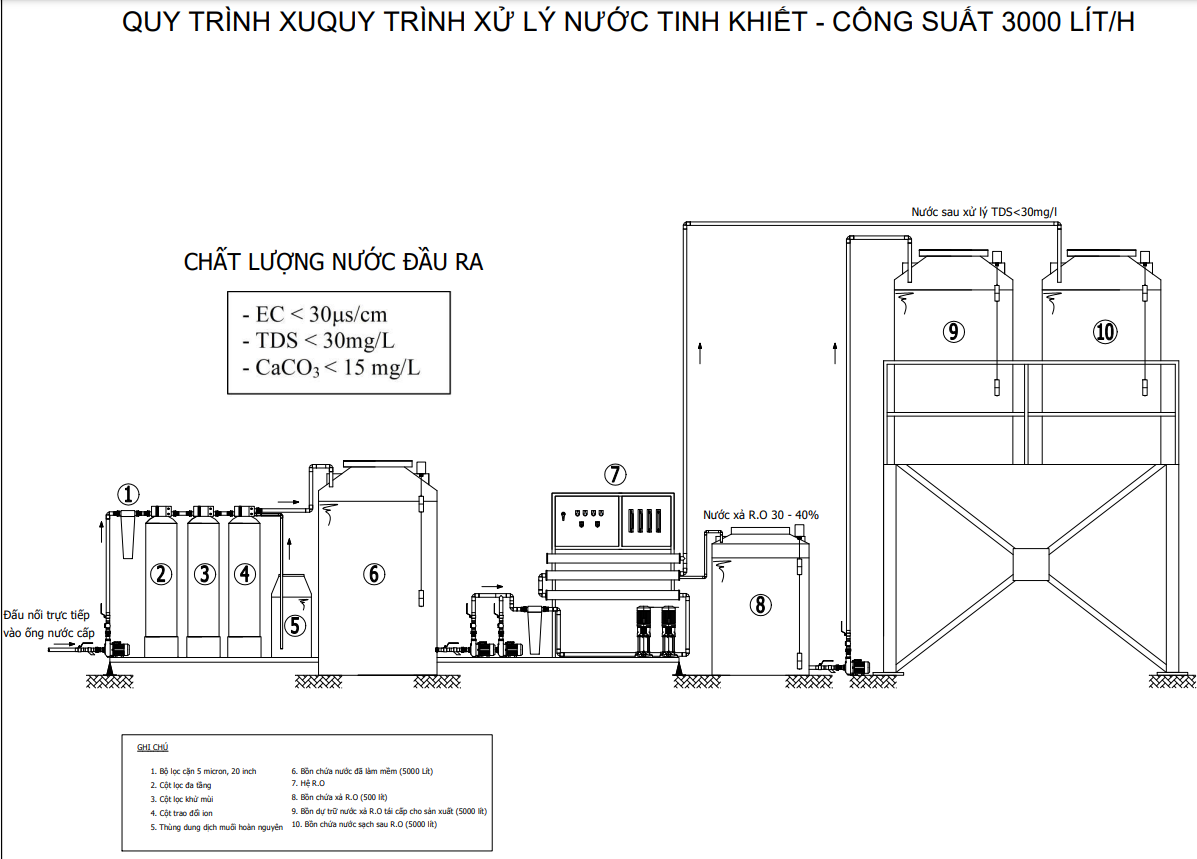 QUY TRÌNH XUQUY TRÌNH XỬ LÝ NƯỚC TINH KHIẾT - CÔNG SUẤT 3000 LÍT/H
Nước sau xử lý TDS<30mg/l
CHẤT LƯỢNG NƯỚC ĐẦU RA
- EC < 30µs/cm
- TDS < 30mg/L
- CaCO₃ < 15 mg/L
9
10
7
1
Nước xả R.O 30 - 40%
2
3
4
6
8
5
Đấu nối trực tiếp
vào ống nước cấp
GHI CHÚ
1. Bộ lọc cặn 5 micron, 20 inch
2. Cột lọc đa tầng
3. Cột lọc khử mùi
4. Cột trao đổi ion
5. Thùng dung dịch muối hoàn nguyên
6. Bồn chứa nước đã làm mềm (5000 Lít)
7. Hệ R.O
8. Bồn chứa xả R.O (500 lít)
9. Bồn dự trữ nước xả R.O tái cấp cho sản xuất (5000 lít)
10. Bồn chứa nước sạch sau R.O (5000 lít)